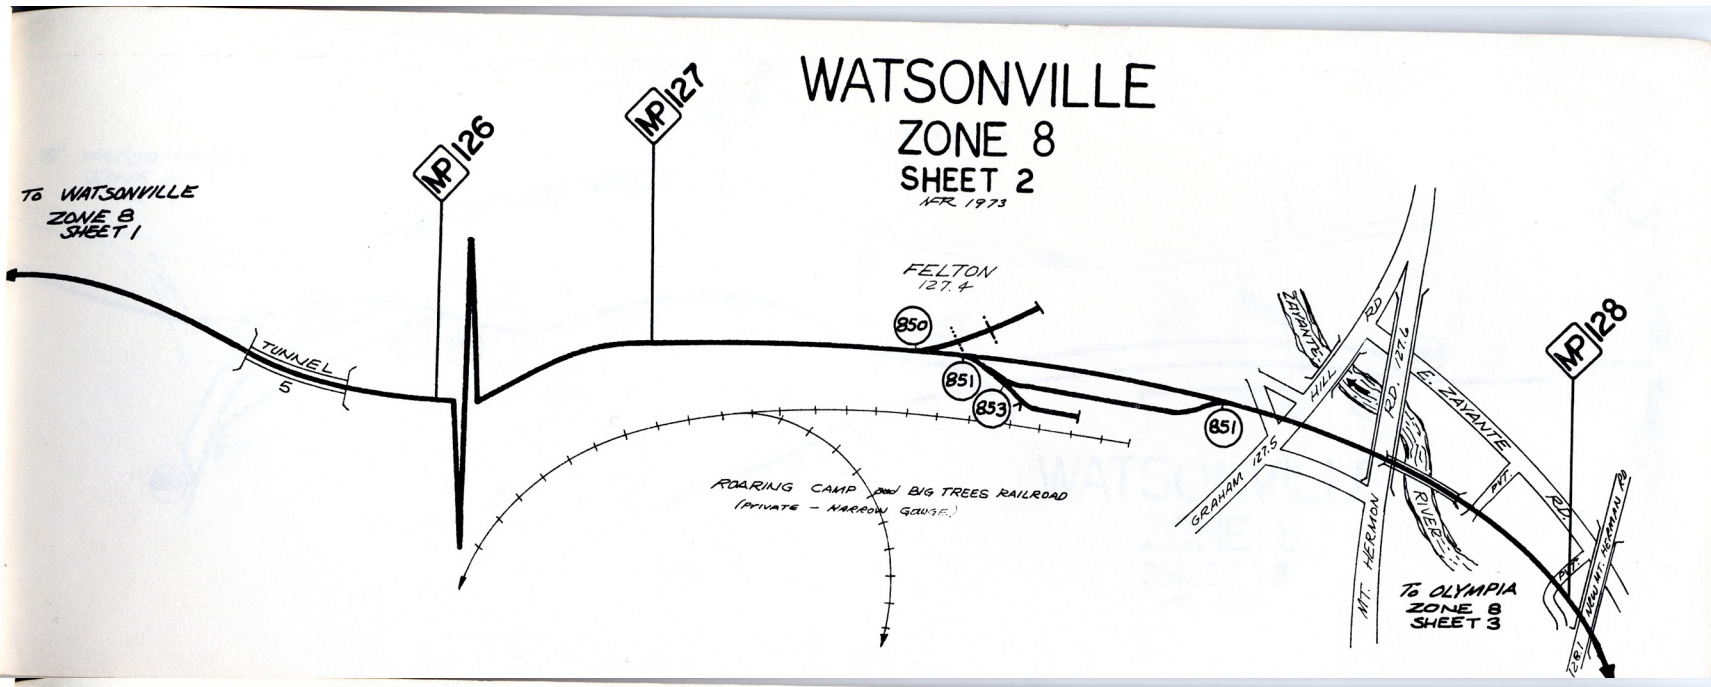 WATSONVILLE
ZONE 8
SHEET 2
NFR 1973
MP 126
MP 127
To WATSONVILLE
ZONE 8
SHEET 1
TUNNEL
5
FELTON
127.4
850
851
853
851
ROARING CAMP and BIG TREES RAILROAD
(PRIVATE - NARROW GAUGE)
ZAYANTE
RIVER
GRAHAM 127.5
HILL
RD
MT. HERMON
RD. 127.6
E. ZAYANTE
RD.
PVT.
PVT.
NEW MT. HERMAN RD
128.1
MP 128
To OLYMPIA
ZONE 8
SHEET 3